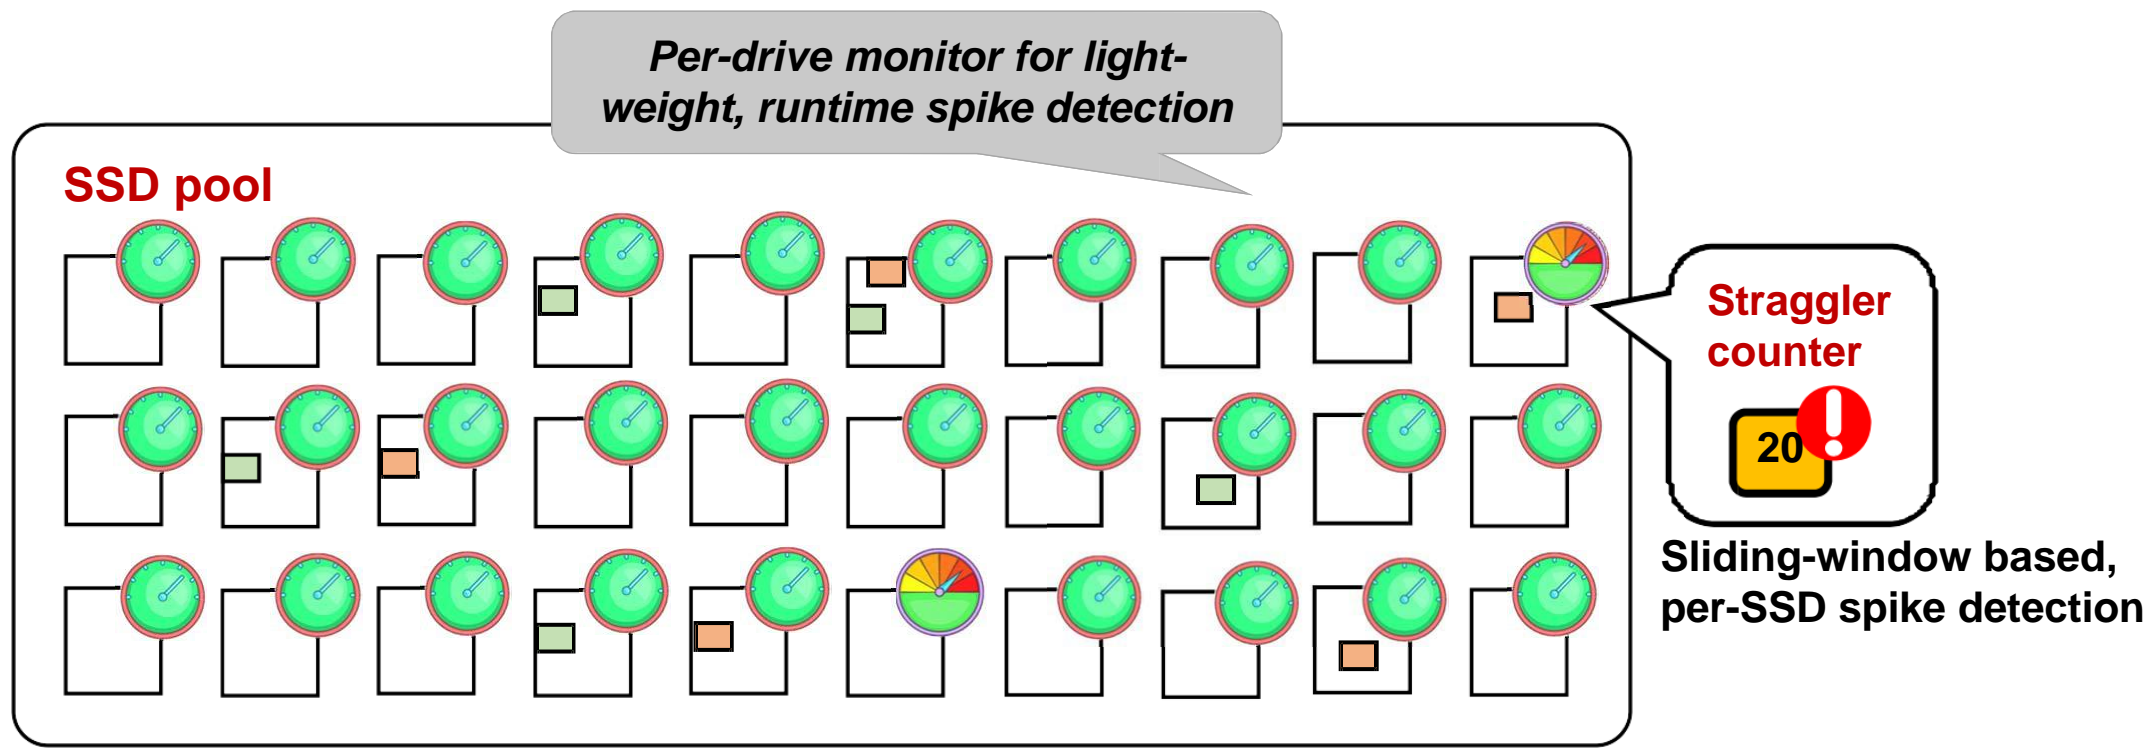 Per-drive monitor for light-
weight, runtime spike detection
SSD pool
Straggler
counter
20
Sliding-window based,
per-SSD spike detection